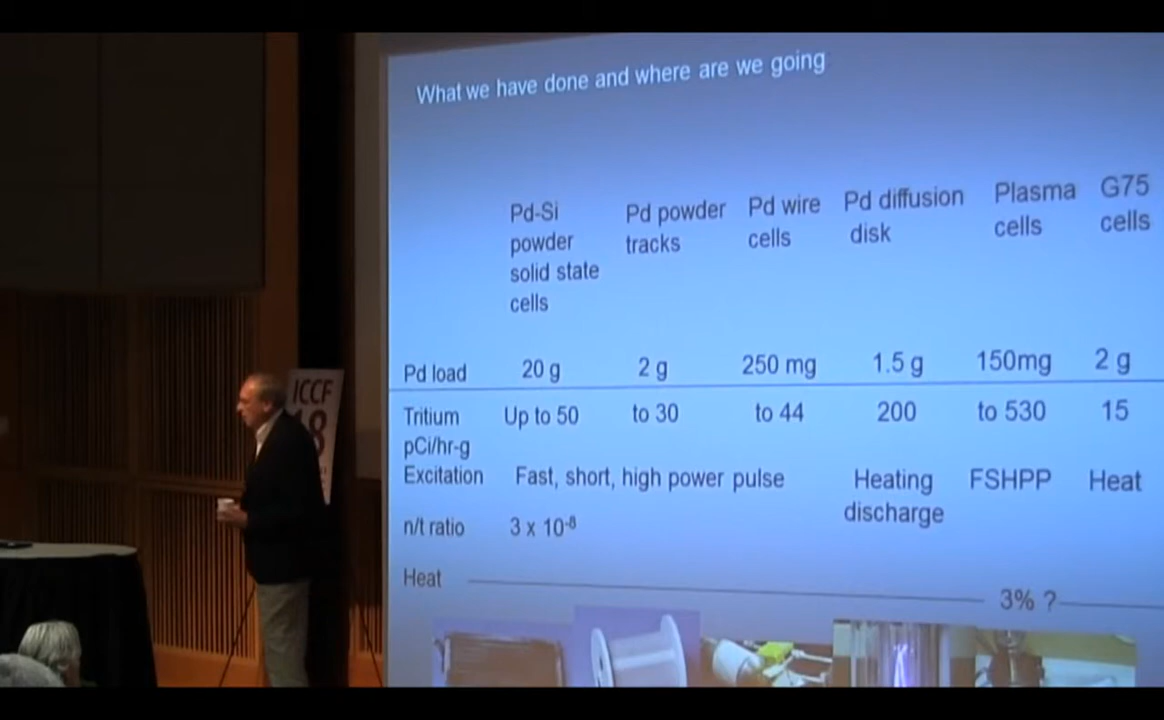 What we have done and where are we going
Pd-Si powder solid state cells
Pd powder tracks
Pd wire cells
Pd diffusion disk
Plasma cells
G75 cells
Pd load 20 g 2 g 250 mg 1.5 g 150mg 2 g
Tritium pCi/hr-g Up to 50 to 30 to 44 200 to 530 15
Excitation Fast, short, high power pulse Heating discharge FSHPP Heat
n/t ratio 3 x 10⁻⁸
Heat 3% ?
ICCF
18